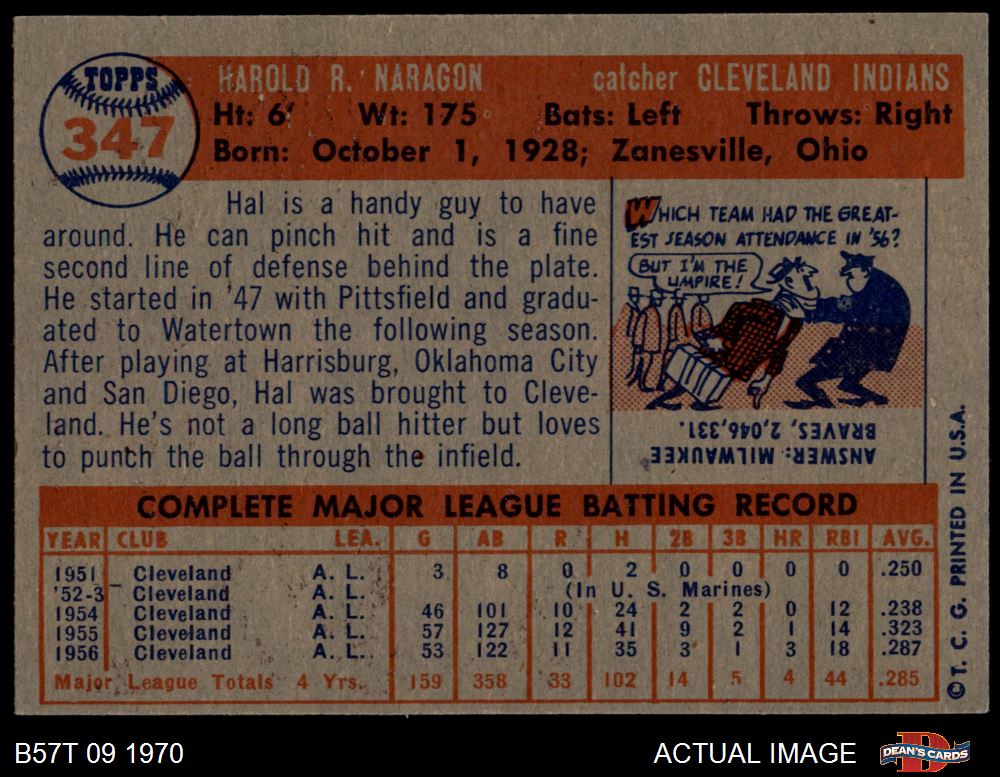 TOPPS
347
HAROLD R. NARAGON catcher CLEVELAND INDIANS
Ht: 6' Wt: 175 Bats: Left Throws: Right
Born: October 1, 1928; Zanesville, Ohio
Hal is a handy guy to have
around. He can pinch hit and is a fine
second line of defense behind the plate.
He started in '47 with Pittsfield and gradu-
ated to Watertown the following season.
After playing at Harrisburg, Oklahoma City
and San Diego, Hal was brought to Cleve-
land. He's not a long ball hitter but loves
to punch the ball through the infield.
WHICH TEAM HAD THE GREAT-
EST SEASON ATTENDANCE IN '56?
BUT I'M THE
UMPIRE!
ANSWER: MILWAUKEE
BRAVES, 2,046,331.
COMPLETE MAJOR LEAGUE BATTING RECORD
YEAR CLUB LEA. G AB R H 2B 3B HR RBI AVG.
1951 Cleveland A. L. 3 8 0 2 0 0 0 0 .250
'52-3 Cleveland A. L. (In U. S. Marines)
1954 Cleveland A. L. 46 101 10 24 2 2 0 12 .238
1955 Cleveland A. L. 57 127 12 41 9 2 1 14 .323
1956 Cleveland A. L. 53 122 11 35 3 1 3 18 .287
Major League Totals 4 Yrs. 159 358 33 102 14 5 4 44 .285
© T. C. G. PRINTED IN U.S.A.
B57T 09 1970 ACTUAL IMAGE DEAN'S CARDS